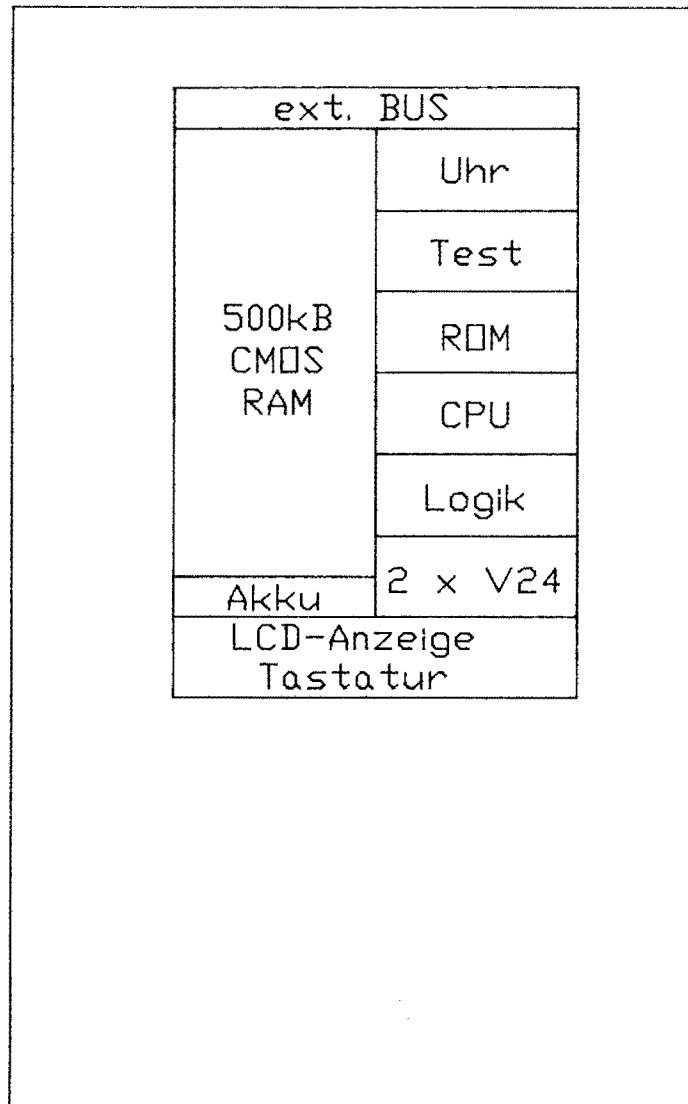 ext. BUS
Uhr
Test
500kB
CMOS
RAM
ROM
CPU
Logik
2 x V24
Akku
LCD-Anzeige
Tastatur